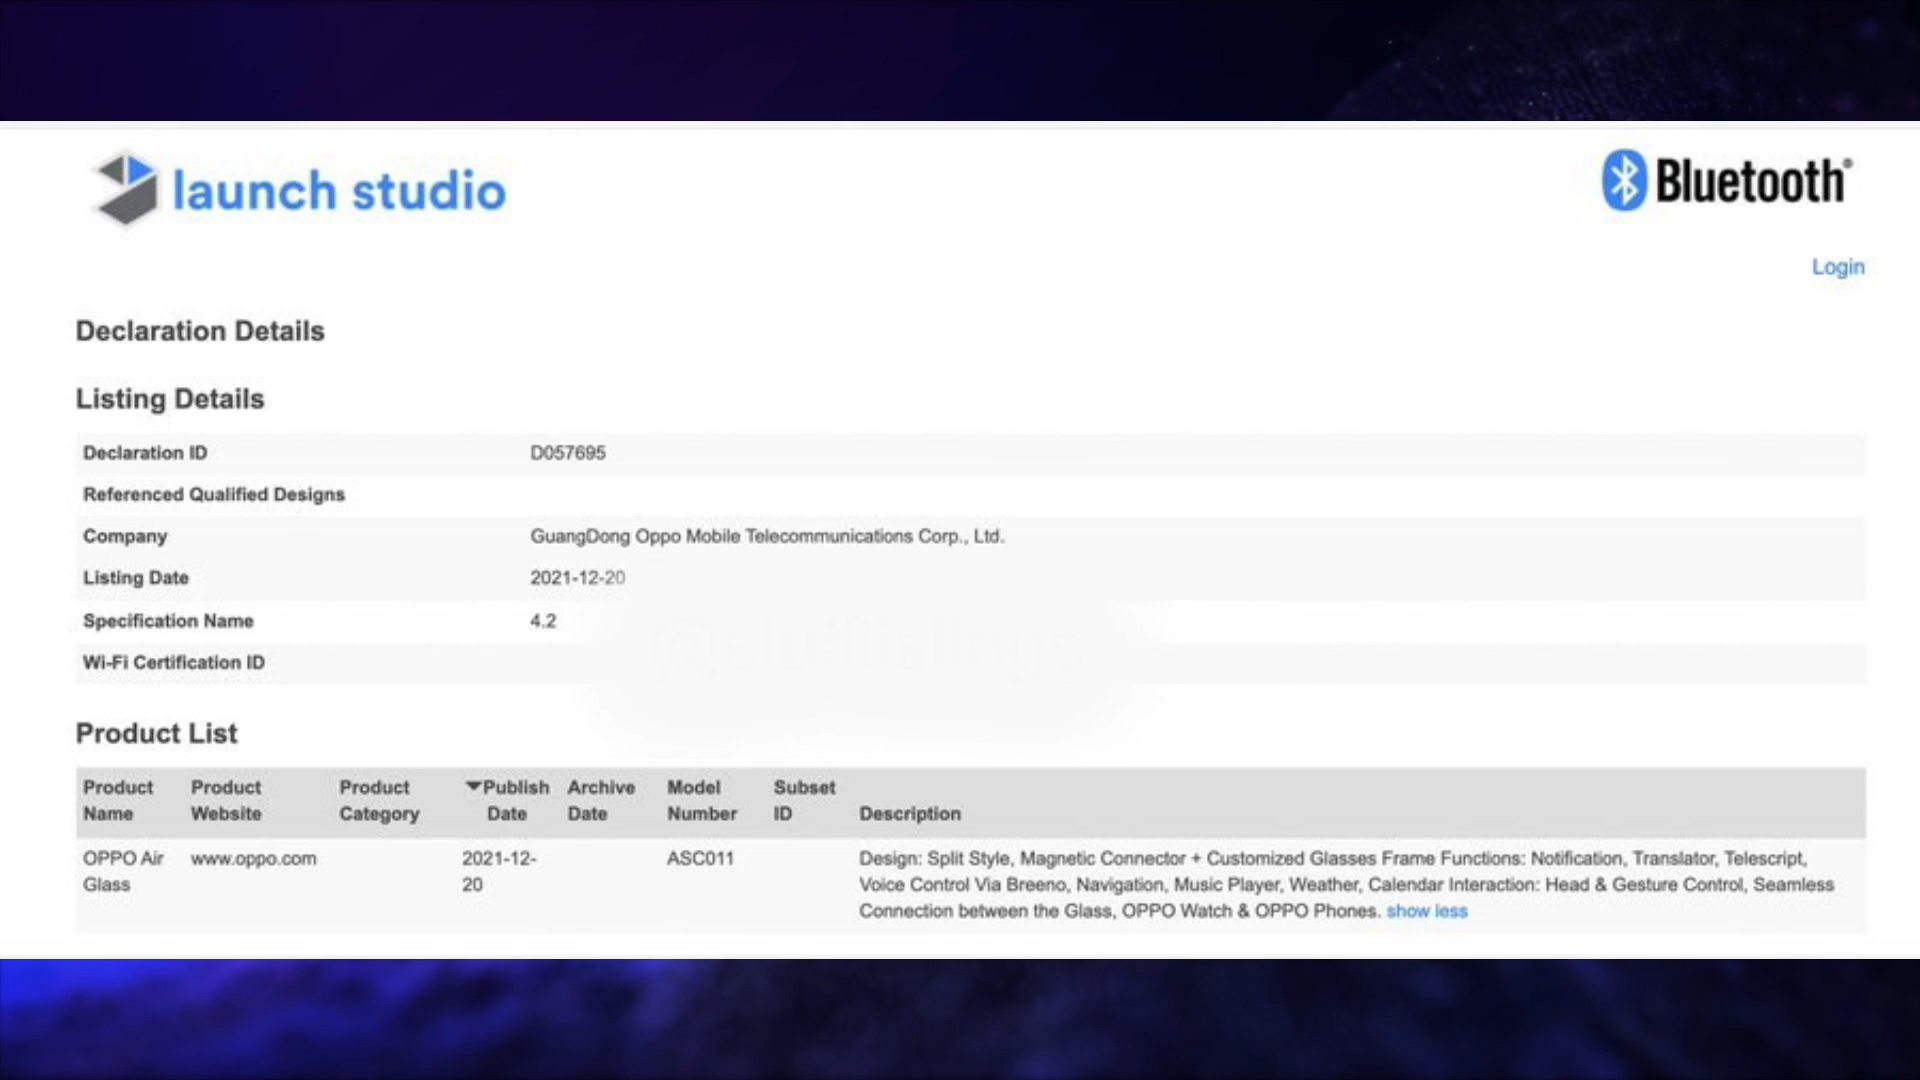 launch studio
Bluetooth®
Login
Declaration Details
Listing Details
Declaration ID D057695
Referenced Qualified Designs
Company GuangDong Oppo Mobile Telecommunications Corp., Ltd.
Listing Date 2021-12-20
Specification Name 4.2
Wi-Fi Certification ID
Product List
Product Name Product Website Product Category ▼Publish Date Archive Date Model Number Subset ID Description
OPPO Air Glass www.oppo.com 2021-12-20 ASC011 Design: Split Style, Magnetic Connector + Customized Glasses Frame Functions: Notification, Translator, Telescript,
Voice Control Via Breeno, Navigation, Music Player, Weather, Calendar Interaction: Head & Gesture Control, Seamless
Connection between the Glass, OPPO Watch & OPPO Phones. show less